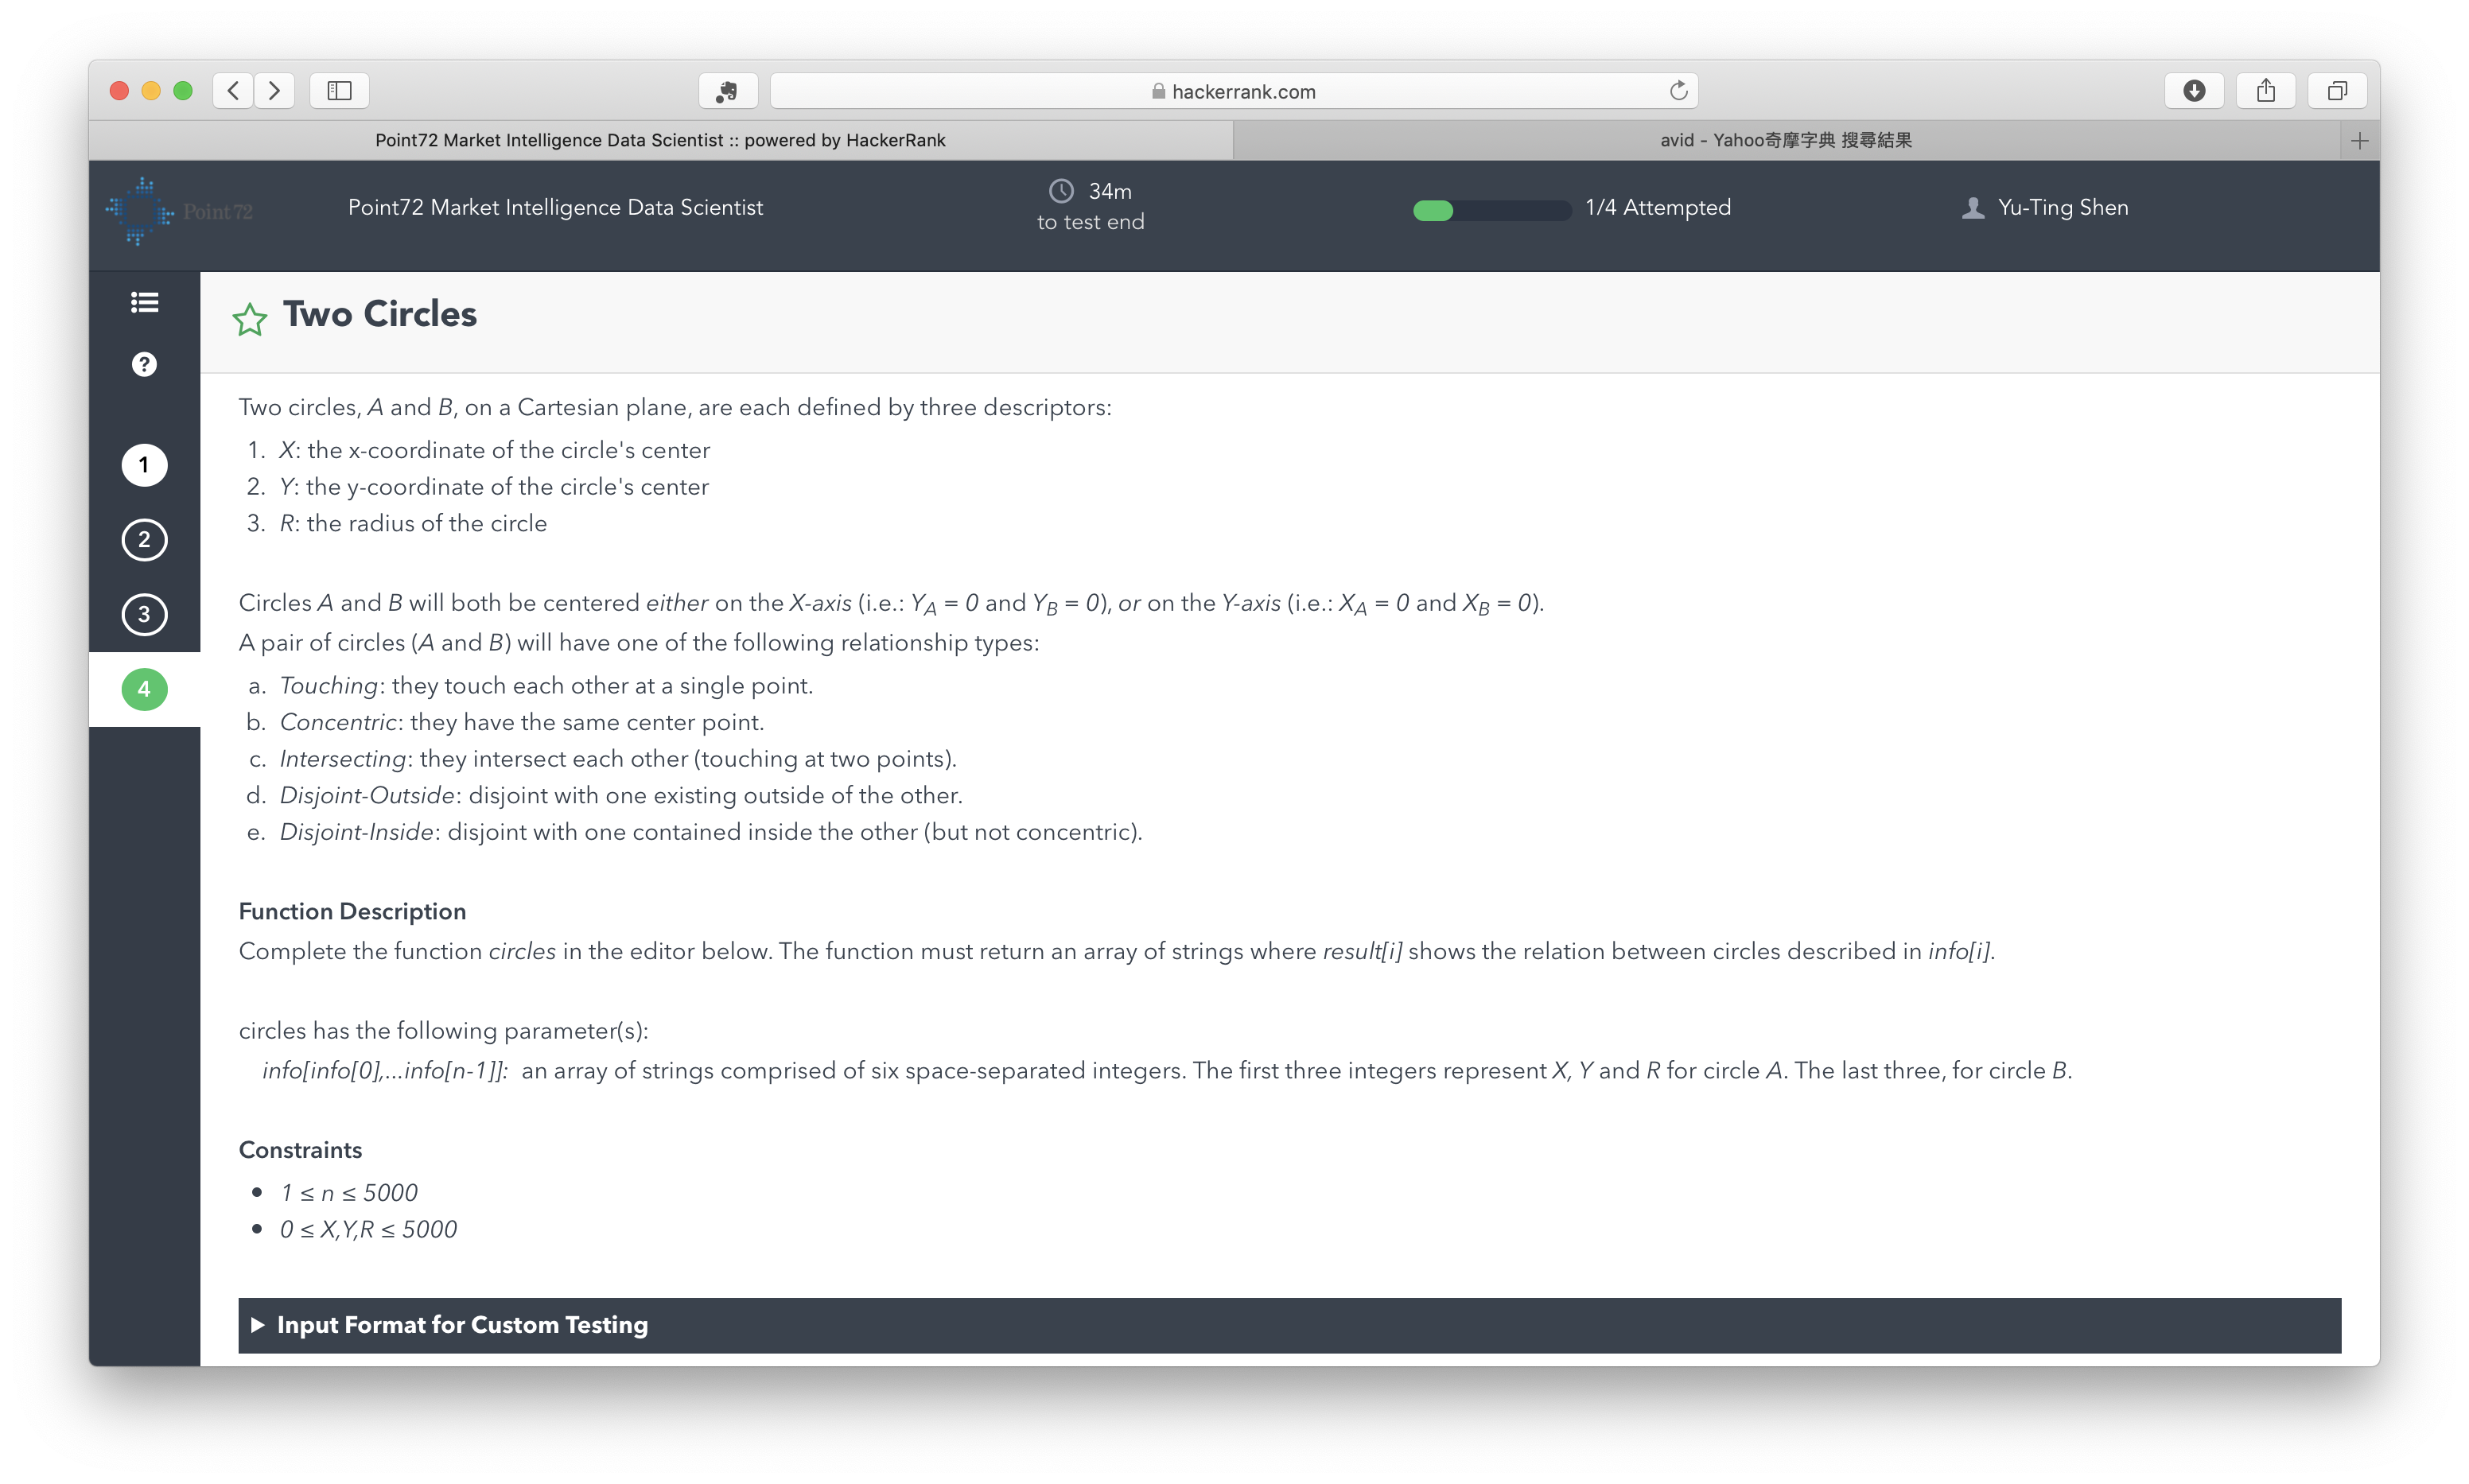 hackerrank.com
Point72 Market Intelligence Data Scientist :: powered by HackerRank
avid - Yahoo奇摩字典 搜尋結果
Point72
Point72 Market Intelligence Data Scientist
34m
to test end
1/4 Attempted
Yu-Ting Shen
Two Circles
?
1
2
3
4
Two circles, A and B, on a Cartesian plane, are each defined by three descriptors:
1. X: the x-coordinate of the circle's center
2. Y: the y-coordinate of the circle's center
3. R: the radius of the circle
Circles A and B will both be centered either on the X-axis (i.e.: YA = 0 and YB = 0), or on the Y-axis (i.e.: XA = 0 and XB = 0).
A pair of circles (A and B) will have one of the following relationship types:
a. Touching: they touch each other at a single point.
b. Concentric: they have the same center point.
c. Intersecting: they intersect each other (touching at two points).
d. Disjoint-Outside: disjoint with one existing outside of the other.
e. Disjoint-Inside: disjoint with one contained inside the other (but not concentric).
Function Description
Complete the function circles in the editor below. The function must return an array of strings where result[i] shows the relation between circles described in info[i].
circles has the following parameter(s):
info[info[0],...info[n-1]]: an array of strings comprised of six space-separated integers. The first three integers represent X, Y and R for circle A. The last three, for circle B.
Constraints
• 1 ≤ n ≤ 5000
• 0 ≤ X,Y,R ≤ 5000
Input Format for Custom Testing